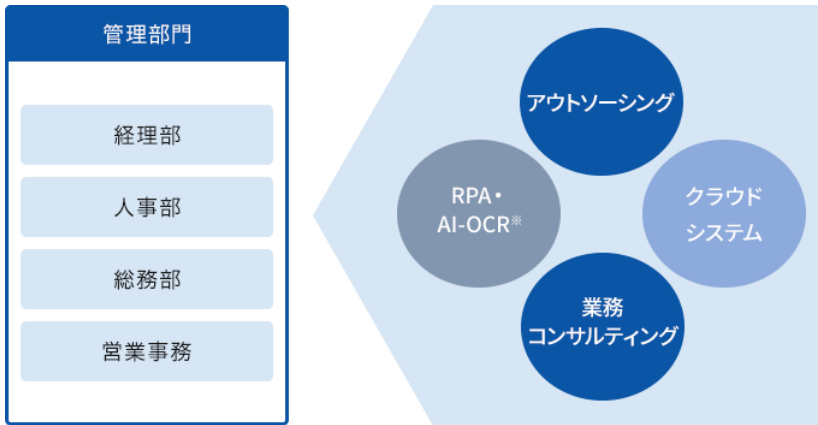 管理部門
経理部
人事部
総務部
営業事務
アウトソーシング
RPA・
AI-OCR※
クラウド
システム
業務
コンサルティング